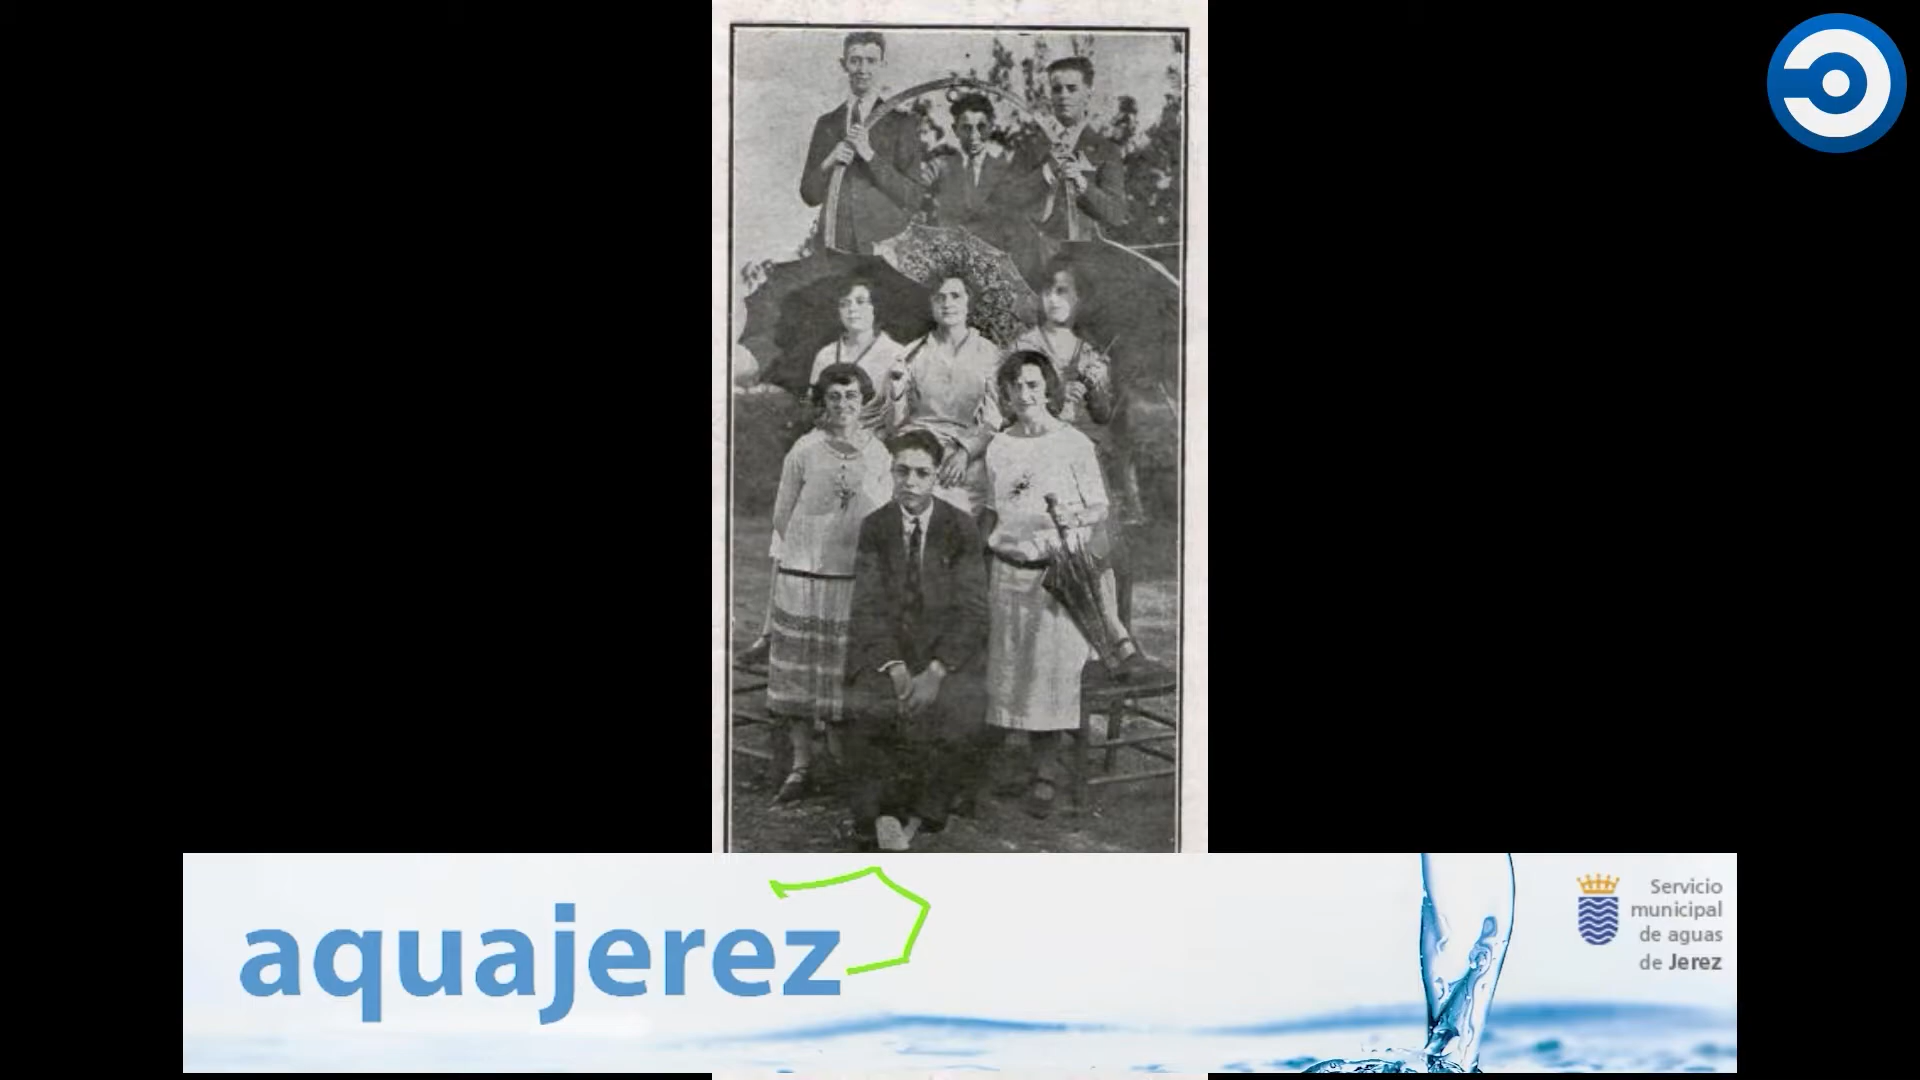 aquajerez
Servicio
municipal
de aguas
de Jerez